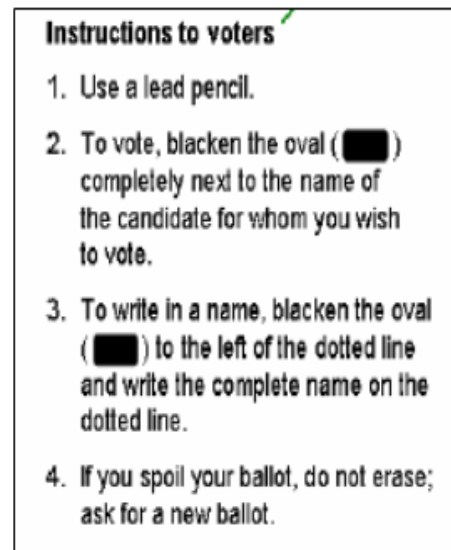 Instructions to voters
1. Use a lead pencil.
2. To vote, blacken the oval ( )
completely next to the name of
the candidate for whom you wish
to vote.
3. To write in a name, blacken the oval
( ) to the left of the dotted line
and write the complete name on the
dotted line.
4. If you spoil your ballot, do not erase;
ask for a new ballot.